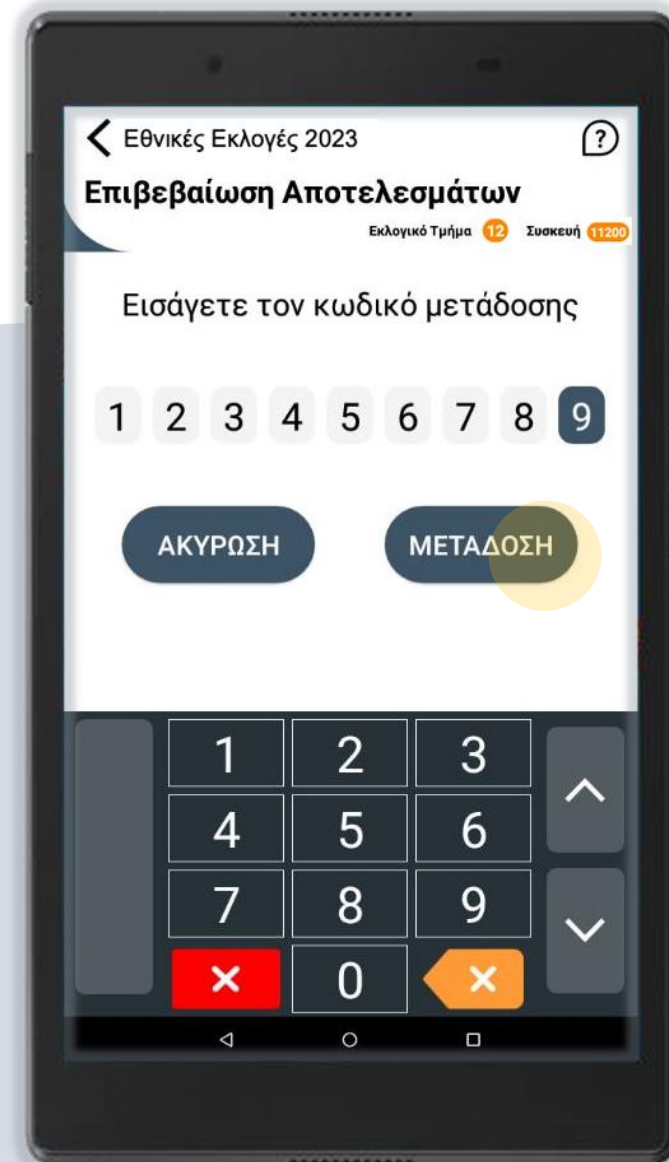 Εθνικές Εκλογές 2023 ?
Επιβεβαίωση Αποτελεσμάτων
Εκλογικό Τμήμα 12 Συσκευή 11200
Εισάγετε τον κωδικό μετάδοσης
1 2 3 4 5 6 7 8 9
ΑΚΥΡΩΣΗ ΜΕΤΑΔΟΣΗ
1 2 3
4 5 6
7 8 9
0